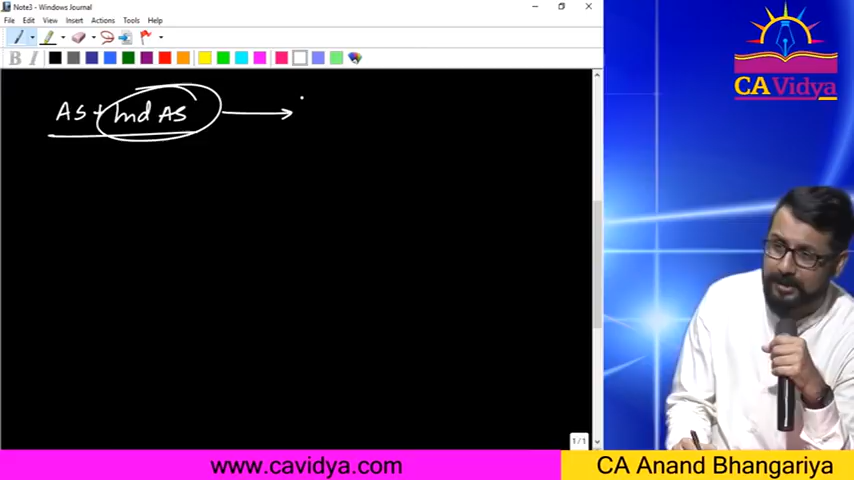 Note3 - Windows Journal
File Edit View Insert Actions Tools Help
B I
AS + Ind AS
1/1
CA Vidya
www.cavidya.com
CA Anand Bhangariya